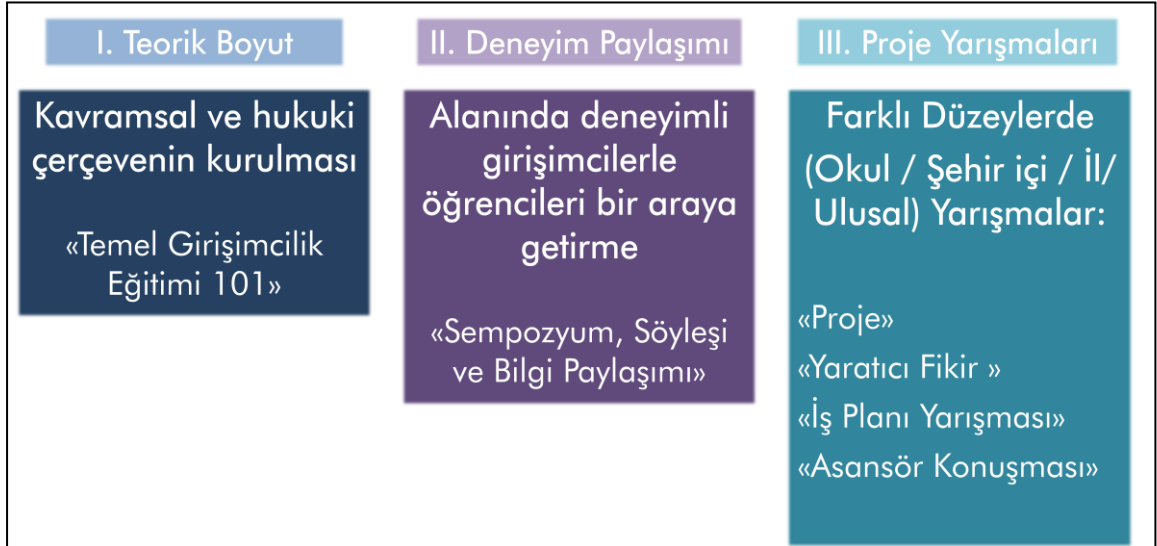 I. Teorik Boyut
Kavramsal ve hukuki
çerçevenin kurulması
«Temel Girişimcilik
Eğitimi 101»
II. Deneyim Paylaşımı
Alanında deneyimli
girişimcilerle
öğrencileri bir araya
getirme
«Sempozyum, Söyleşi
ve Bilgi Paylaşımı»
III. Proje Yarışmaları
Farklı Düzeylerde
(Okul / Şehir içi / İl/
Ulusal) Yarışmalar:
«Proje»
«Yaratıcı Fikir »
«İş Planı Yarışması»
«Asansör Konuşması»